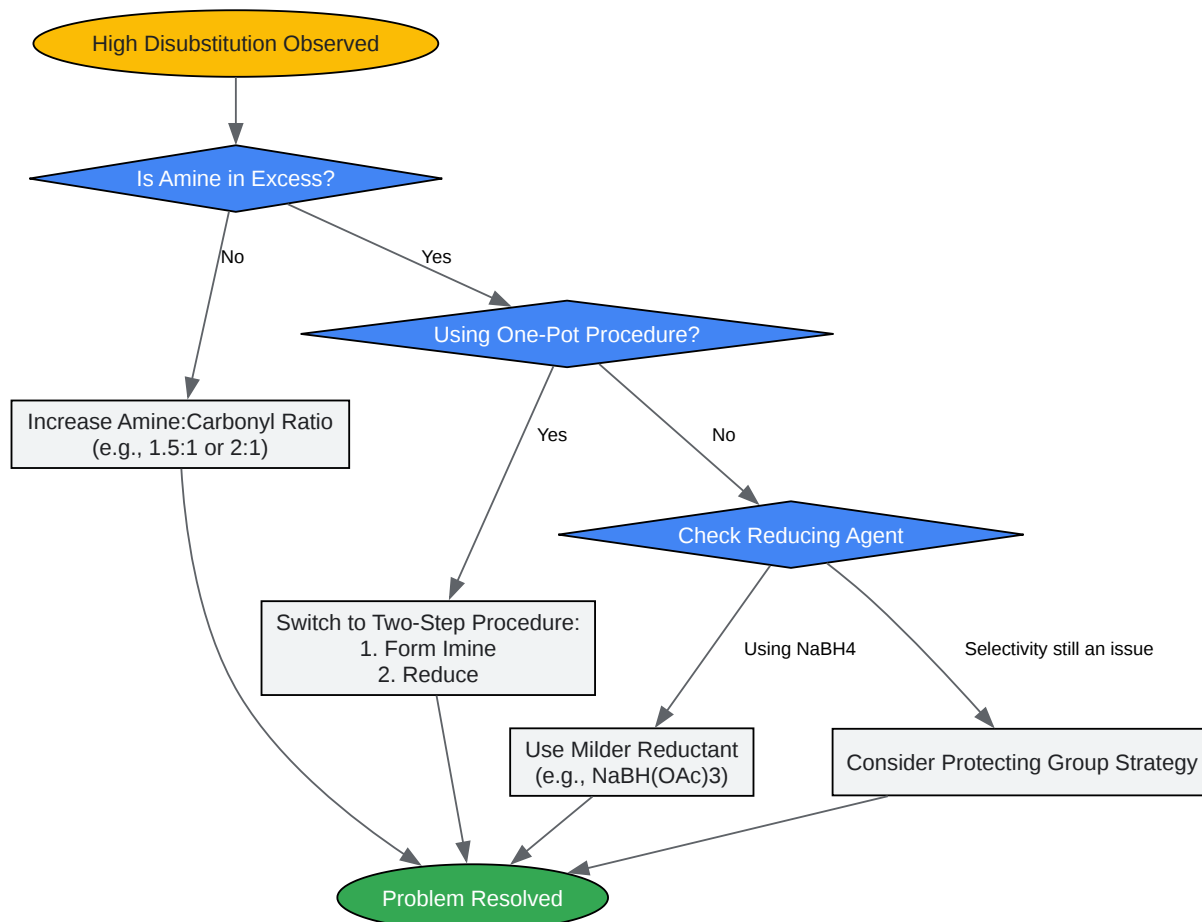 High Disubstitution Observed
Is Amine in Excess?
No
Yes
Using One-Pot Procedure?
Increase Amine:Carbonyl Ratio
(e.g., 1.5:1 or 2:1)
Yes
No
Check Reducing Agent
Switch to Two-Step Procedure:
1. Form Imine
2. Reduce
Using NaBH4
Selectivity still an issue
Use Milder Reductant
(e.g., NaBH(OAc)3)
Consider Protecting Group Strategy
Problem Resolved